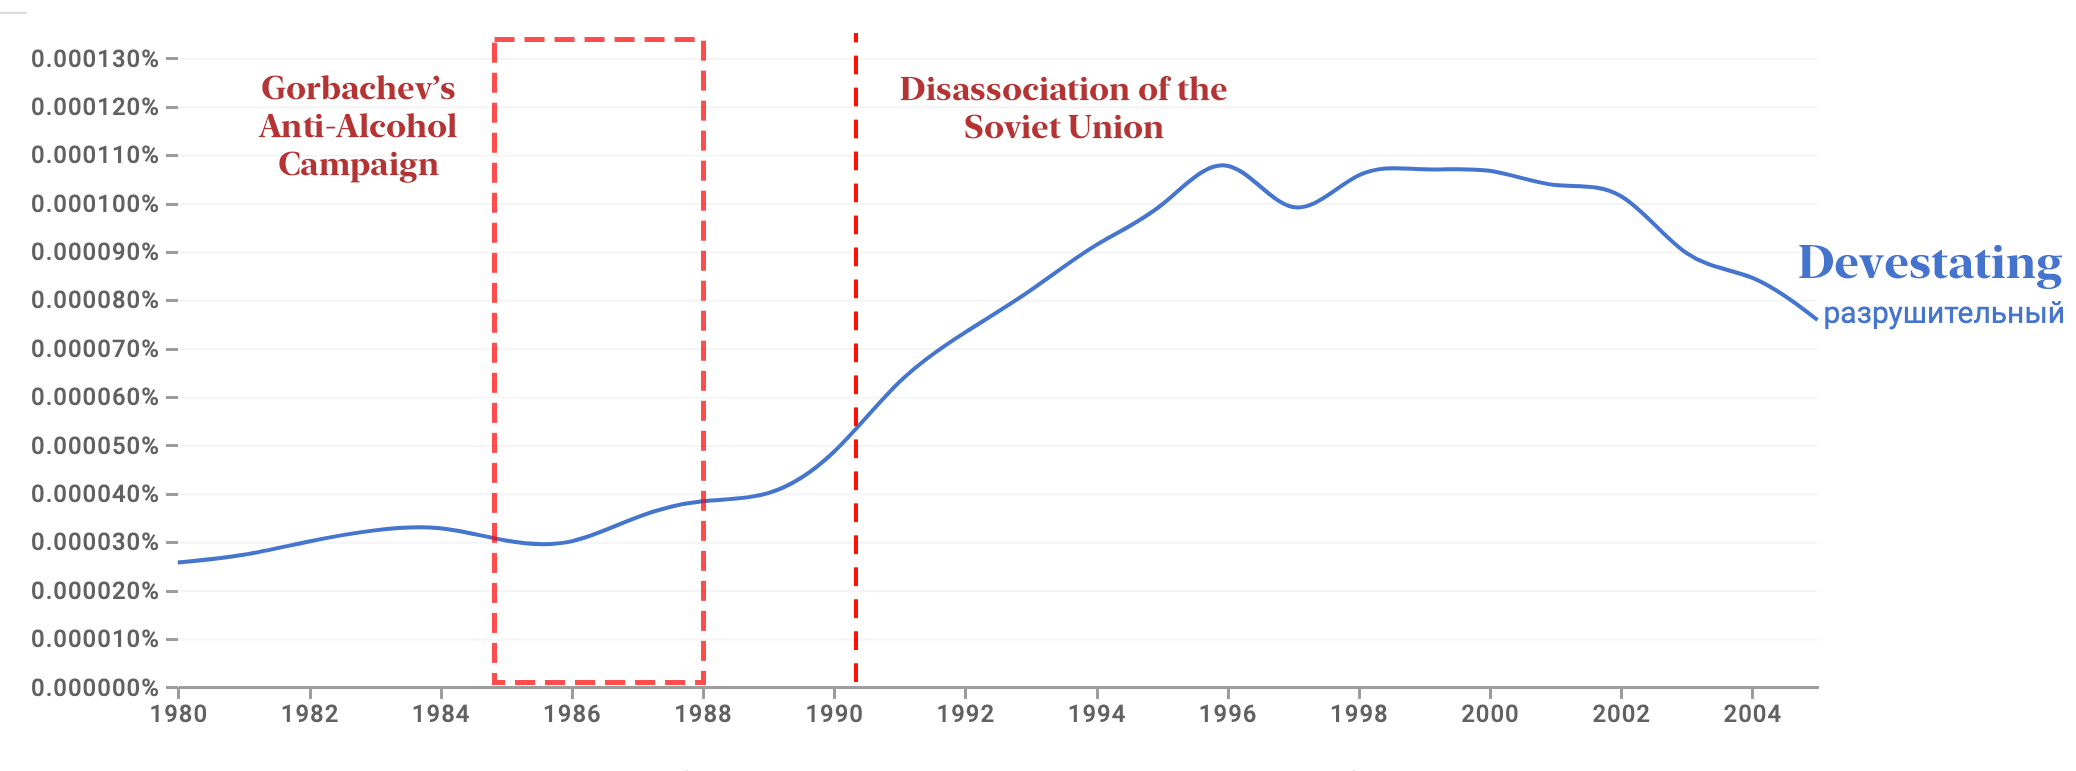 0.000130%
0.000120%
0.000110%
0.000100%
0.000090%
0.000080%
0.000070%
0.000060%
0.000050%
0.000040%
0.000030%
0.000020%
0.000010%
0.000000%
Gorbachev’s
Anti-Alcohol
Campaign
Disassociation of the
Soviet Union
Devestating
разрушительный
1980 1982 1984 1986 1988 1990 1992 1994 1996 1998 2000 2002 2004